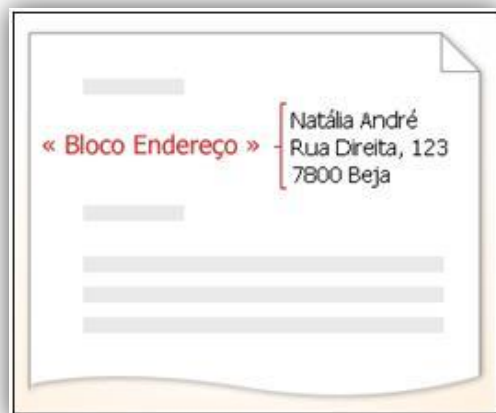 « Bloco Endereço »
Natália André
Rua Direita, 123
7800 Beja